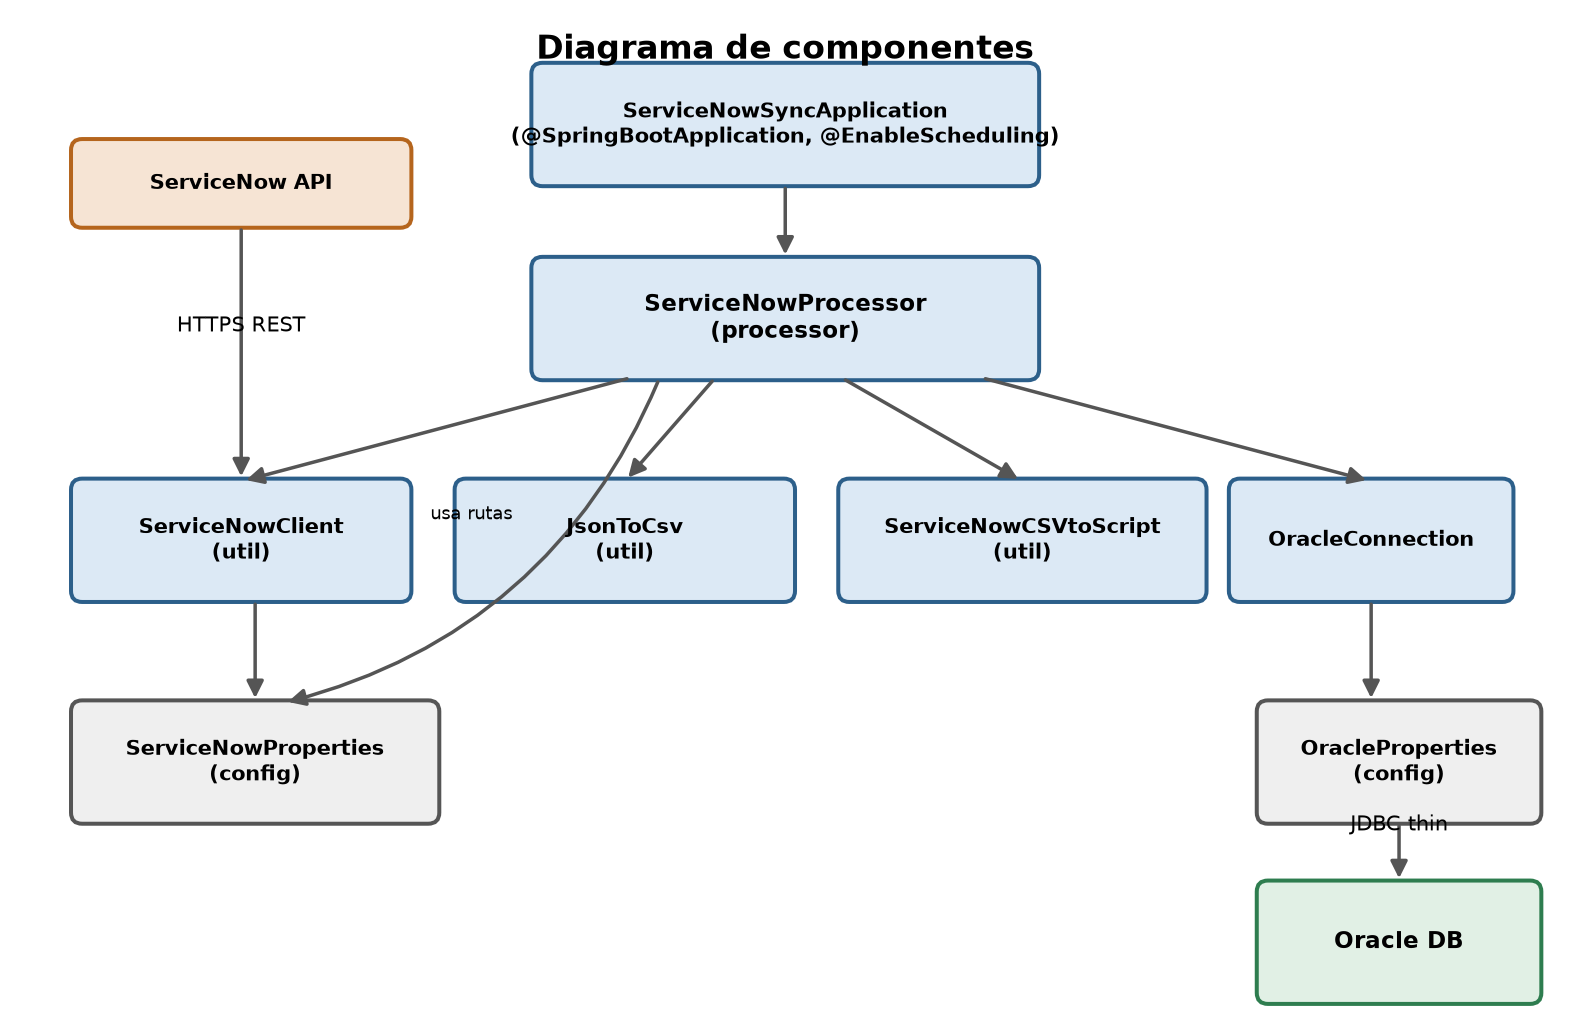 Diagrama de componentes
ServiceNowSyncApplication
(@SpringBootApplication, @EnableScheduling)
ServiceNow API
ServiceNowProcessor
(processor)
HTTPS REST
usa rutas
ServiceNowClient
(util)
JsonToCsv
(util)
ServiceNowCSVtoScript
(util)
OracleConnection
ServiceNowProperties
(config)
OracleProperties
(config)
JDBC thin
Oracle DB